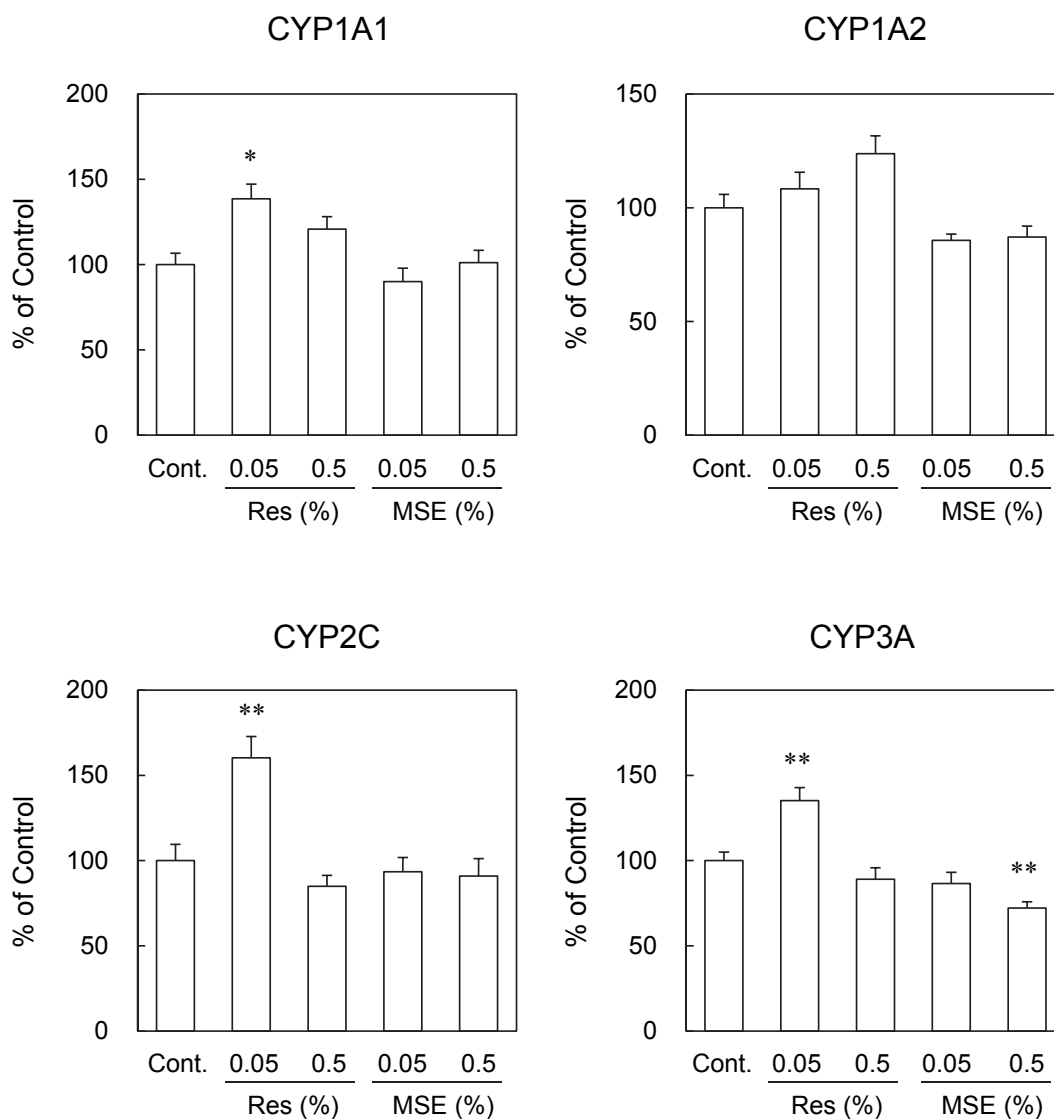 CYP1A1
200
150
100
50
0
% of Control
*
Cont. 0.05 0.5 0.05 0.5
Res (%) MSE (%)
CYP1A2
150
100
50
0
% of Control
Cont. 0.05 0.5 0.05 0.5
Res (%) MSE (%)
CYP2C
200
150
100
50
0
% of Control
**
Cont. 0.05 0.5 0.05 0.5
Res (%) MSE (%)
CYP3A
200
150
100
50
0
% of Control
**
**
Cont. 0.05 0.5 0.05 0.5
Res (%) MSE (%)